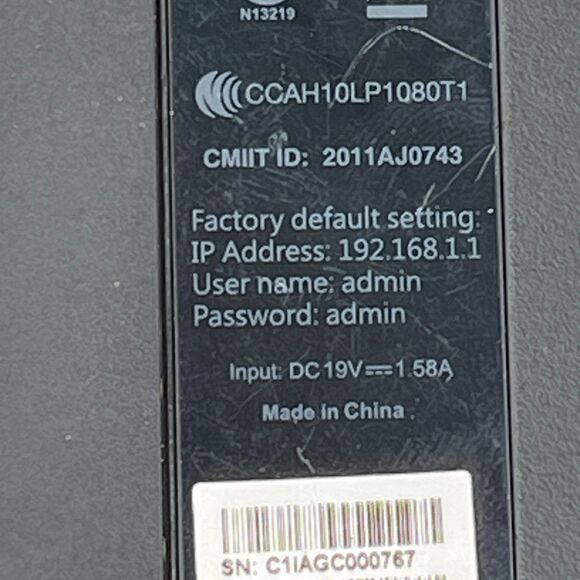 N13219
CCAH10LP1080T1
CMIIT ID: 2011AJ0743
Factory default setting:
IP Address: 192.168.1.1
User name: admin
Password: admin
Input: DC 19V⎓1.58A
Made in China
SN: C1IAGC000767